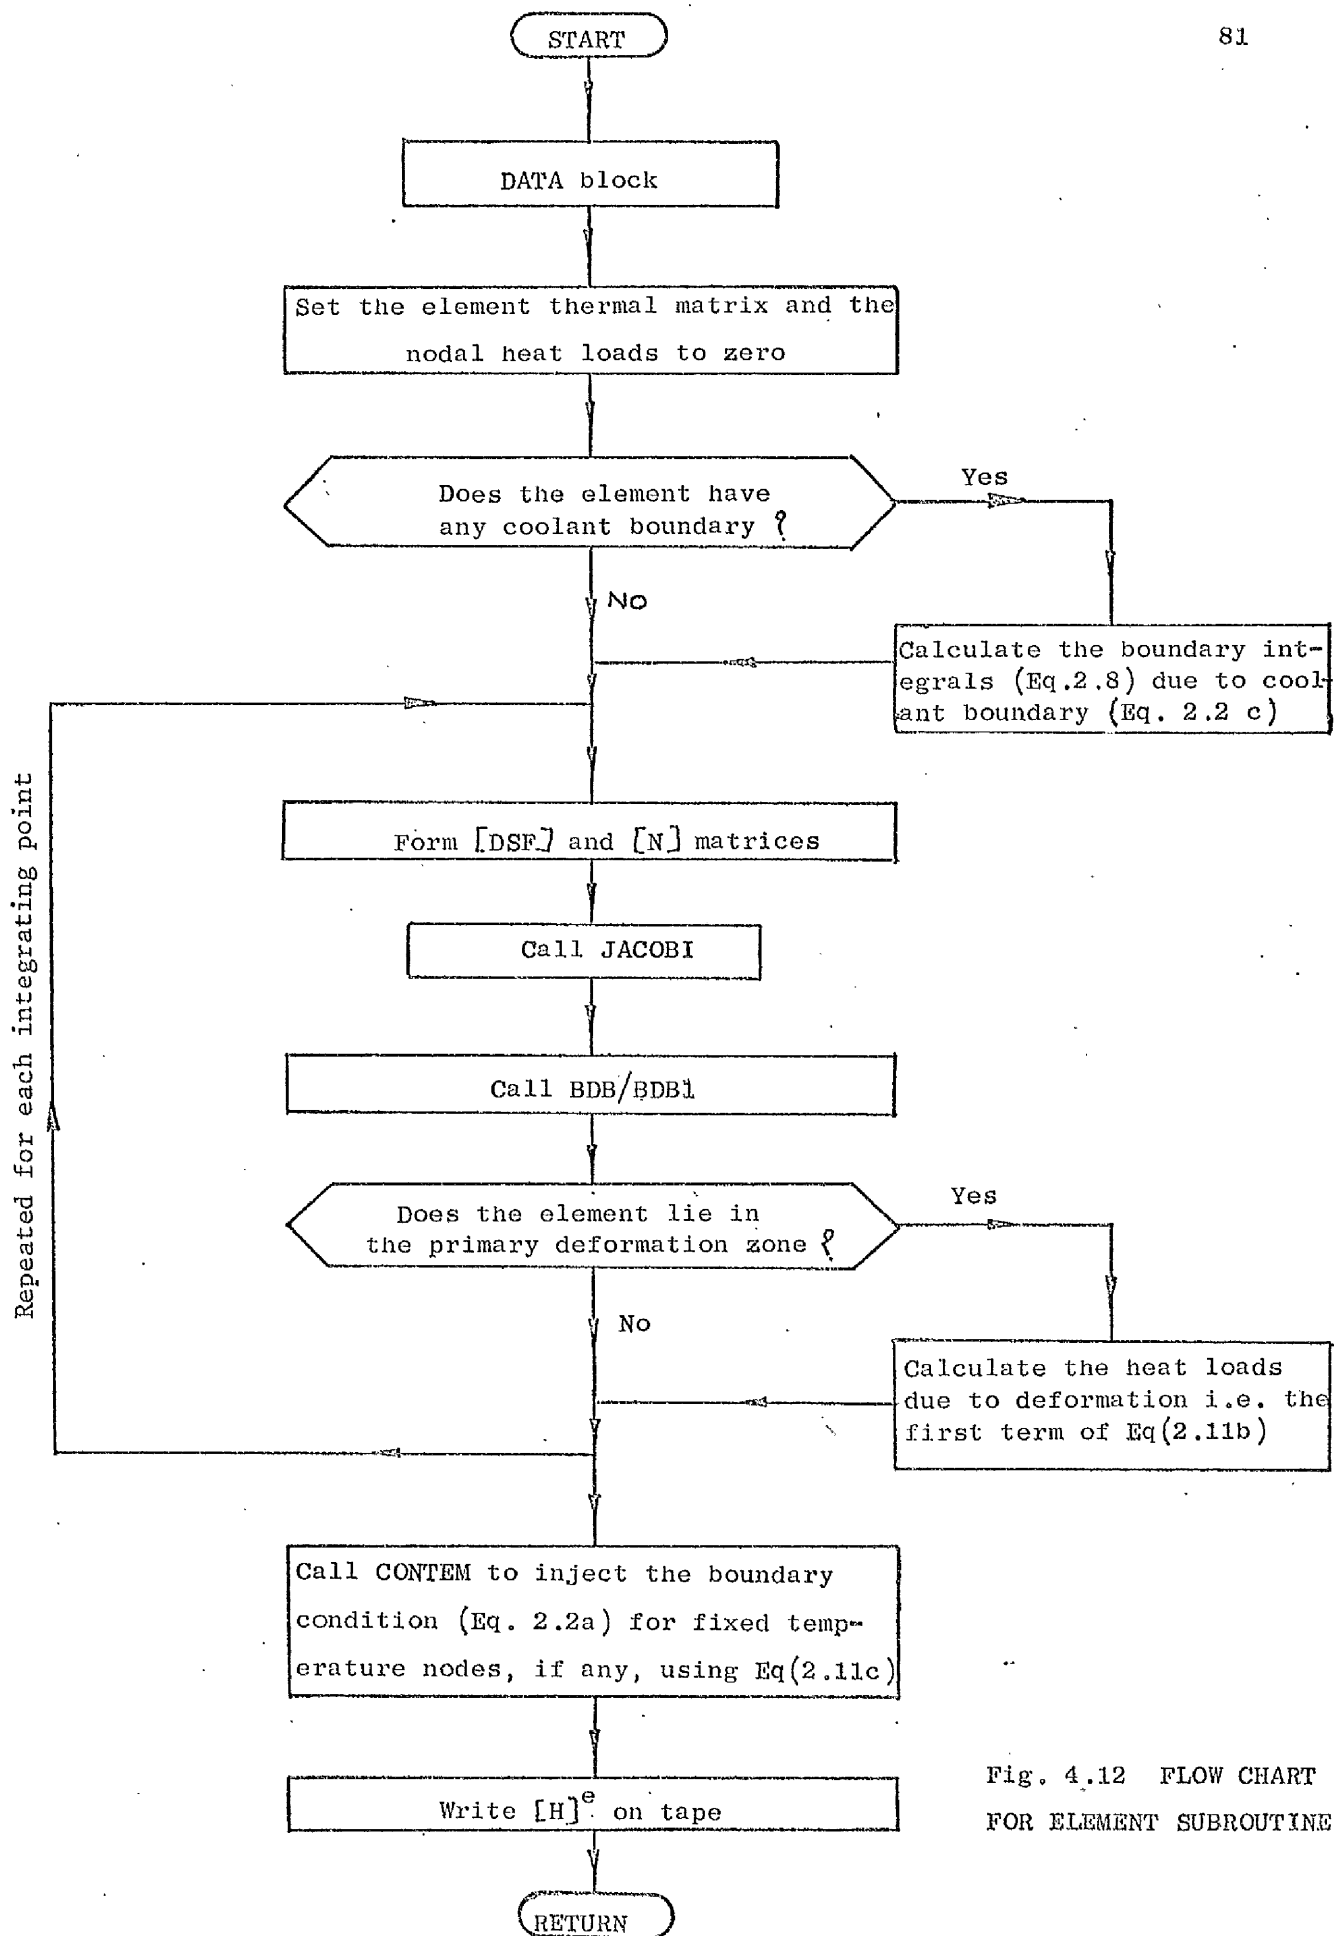 81
START
DATA block
Set the element thermal matrix and the
nodal heat loads to zero
Does the element have
any coolant boundary ?
Yes
No
Calculate the boundary int-
egrals (Eq.2.8) due to cool-
ant boundary (Eq. 2.2 c)
Repeated for each integrating point
Form [DSF] and [N] matrices
Call JACOBI
Call BDB/BDB1
Does the element lie in
the primary deformation zone ?
Yes
No
Calculate the heat loads
due to deformation i.e. the
first term of Eq(2.11b)
Call CONTEM to inject the boundary
condition (Eq. 2.2a) for fixed temp-
erature nodes, if any, using Eq(2.11c)
Write [H]e on tape
RETURN
Fig. 4.12 FLOW CHART
FOR ELEMENT SUBROUTINE